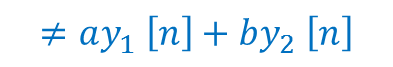 ≠ ay₁ [n] + by₂ [n]